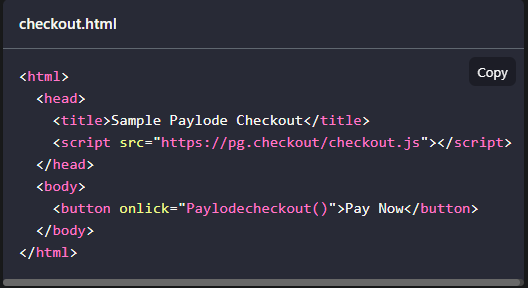 checkout.html
Copy
<html>
<head>
<title>Sample Paylode Checkout</title>
<script src="https://pg.checkout/checkout.js"></script>
</head>
<body>
<button onlick="Paylodecheckout()">Pay Now</button>
</body>
</html>